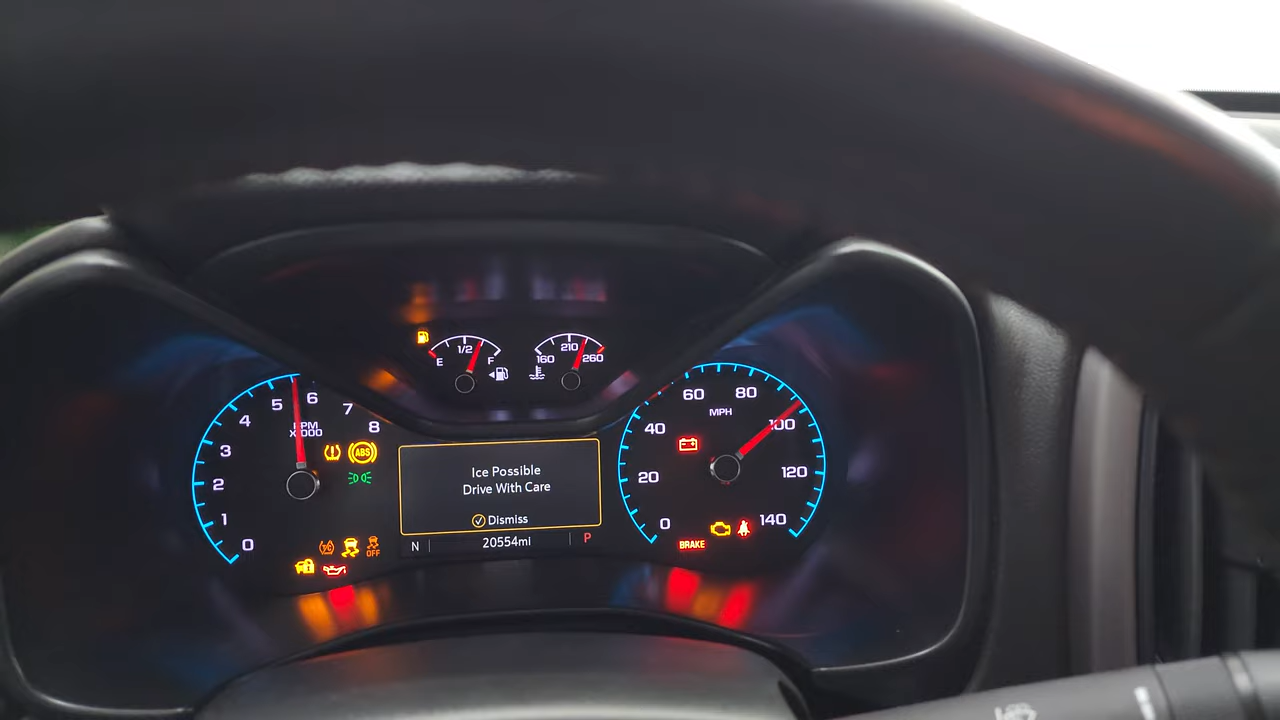 1/2
E
F
160
210
260
0
1
2
3
4
5
6
7
8
RPM
X1000
ABS
TC
OFF
Ice Possible
Drive With Care
Dismiss
N
20554mi
P
0
20
40
60
80
100
120
140
MPH
BRAKE